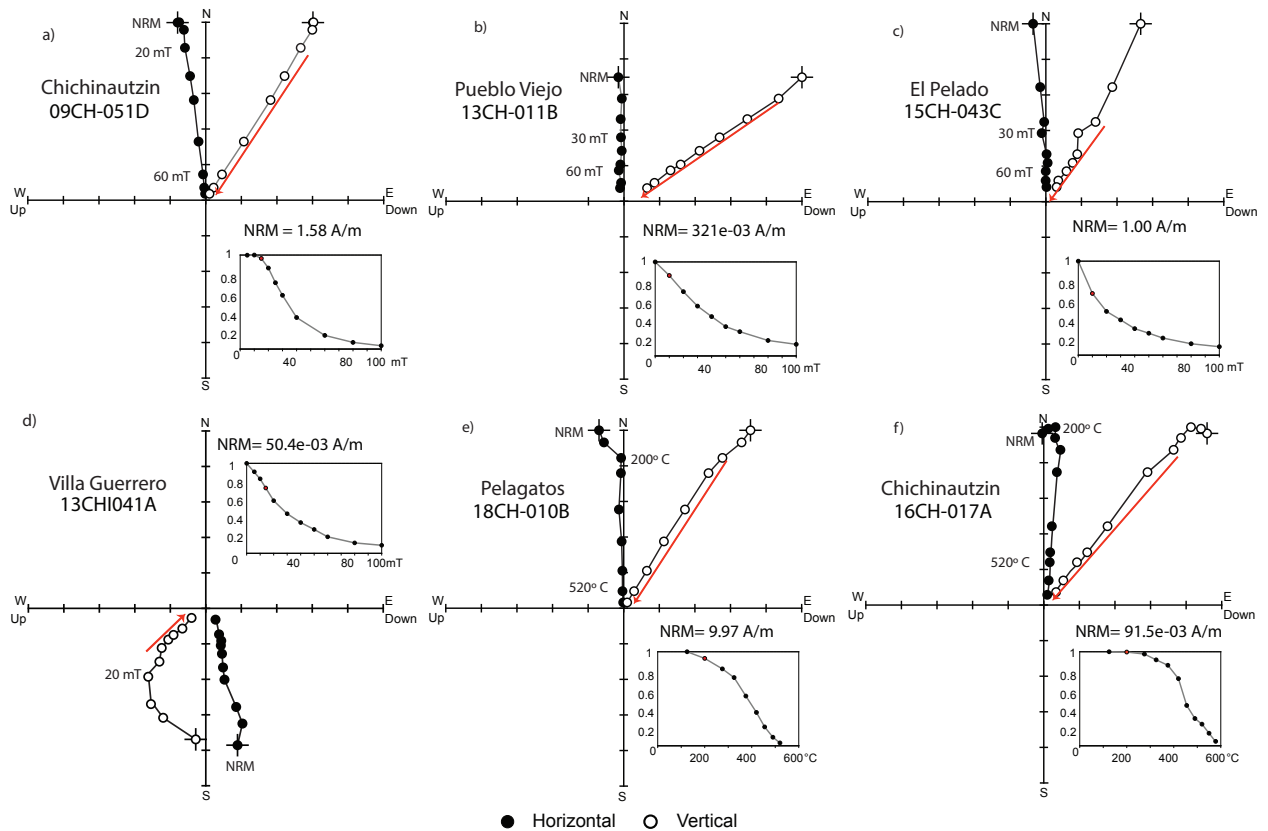 a)
N
NRM
20 mT
Chichinautzin
09CH-051D
60 mT
W
Up
E
Down
NRM = 1.58 A/m
1
0.8
0.6
0.4
0.2
0
40
80
100 mT
S
b)
N
NRM
Pueblo Viejo
13CH-011B
30 mT
60 mT
W
Up
E
Down
NRM= 321e-03 A/m
1
0.8
0.6
0.4
0.2
0
40
80
100 mT
S
c)
N
NRM
El Pelado
15CH-043C
30 mT
60 mT
W
Up
E
Down
NRM = 1.00 A/m
1
0.8
0.6
0.4
0.2
0
40
80
100 mT
S
d)
N
NRM= 50.4e-03 A/m
Villa Guerrero
13CHI041A
1
0.8
0.6
0.4
0.2
0
40
80
100mT
W
Up
E
Down
20 mT
NRM
S
e)
N
NRM
200º C
Pelagatos
18CH-010B
520º C
W
Up
E
Down
NRM= 9.97 A/m
1
0.8
0.6
0.4
0.2
0
200
400
600°C
S
f)
N
NRM
200º C
Chichinautzin
16CH-017A
520º C
W
Up
E
Down
NRM= 91.5e-03 A/m
1
0.8
0.6
0.4
0.2
0
200
400
600°C
S
Horizontal
Vertical